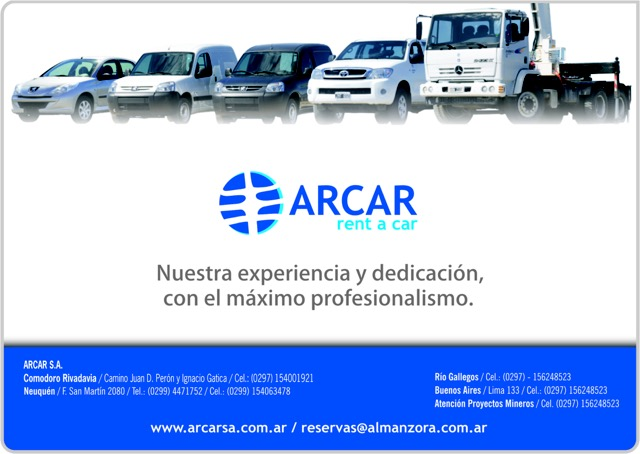 ARCAR
rent a car
Nuestra experiencia y dedicación,
con el máximo profesionalismo.
ARCAR S.A.
Comodoro Rivadavia / Camino Juan D. Perón y Ignacio Gatica / Cel.: (0297) 154001921
Neuquén / F. San Martín 2080 / Tel.: (0299) 4471752 / Cel.: (0299) 154063478
Río Gallegos / Cel.: (0297) - 156248523
Buenos Aires / Lima 133 / Cel.: (0297) 156248523
Atención Proyectos Mineros / Cel. (0297) 156248523
www.arcarsa.com.ar / reservas@almanzora.com.ar